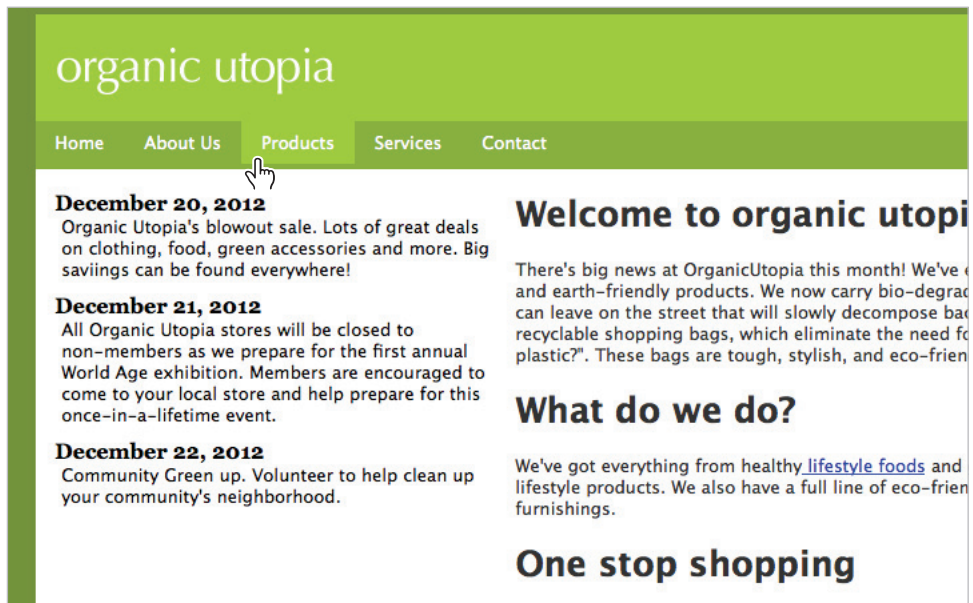 organic utopia
Home About Us Products Services Contact
December 20, 2012
Organic Utopia's blowout sale. Lots of great deals
on clothing, food, green accessories and more. Big
saviings can be found everywhere!
December 21, 2012
All Organic Utopia stores will be closed to
non-members as we prepare for the first annual
World Age exhibition. Members are encouraged to
come to your local store and help prepare for this
once-in-a-lifetime event.
December 22, 2012
Community Green up. Volunteer to help clean up
your community's neighborhood.
Welcome to organic utopi
There's big news at OrganicUtopia this month! We've
and earth-friendly products. We now carry bio-degrad
can leave on the street that will slowly decompose bac
recyclable shopping bags, which eliminate the need fo
plastic?". These bags are tough, stylish, and eco-frien
What do we do?
We've got everything from healthy lifestyle foods and
lifestyle products. We also have a full line of eco-frien
furnishings.
One stop shopping